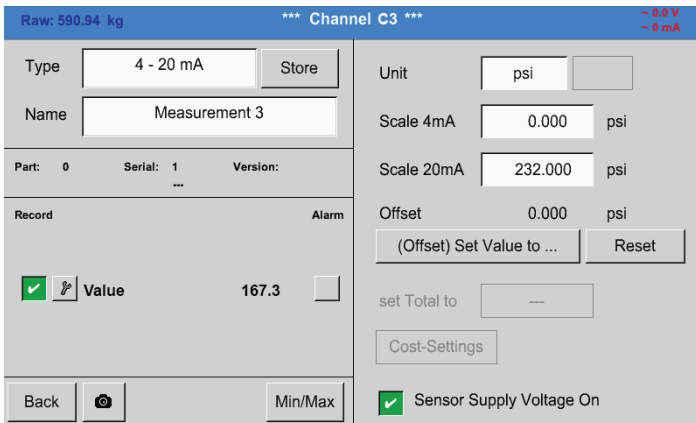 Raw: 590.94 kg
*** Channel C3 ***
~ 0.0 V
~ 0 mA
Type 4 - 20 mA Store
Name Measurement 3
Part: 0 Serial: 1 Version:
---
Record Alarm
Value 167.3
Back Min/Max
Unit psi
Scale 4mA 0.000 psi
Scale 20mA 232.000 psi
Offset 0.000 psi
(Offset) Set Value to ... Reset
set Total to ---
Cost-Settings
Sensor Supply Voltage On